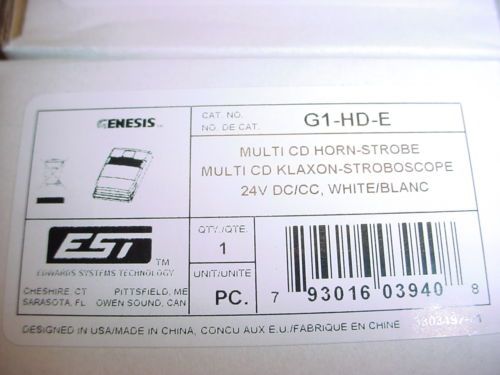 GENESIS™
CAT. NO.
NO. DE CAT.
G1-HD-E
MULTI CD HORN-STROBE
MULTI CD KLAXON-STROBOSCOPE
24V DC/CC, WHITE/BLANC
EST™
EDWARDS SYSTEMS TECHNOLOGY
CHESHIRE, CT PITTSFIELD, ME
SARASOTA, FL OWEN SOUND, CAN
QTY./QTE.
1
UNIT/UNITE
PC.
7 93016 03940 8
DESIGNED IN USA/MADE IN CHINA, CONCU AUX E.U./FABRIQUE EN CHINE